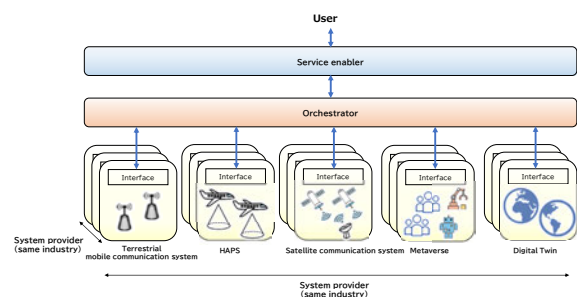 User
Service enabler
Orchestrator
Interface
Interface
Interface
Interface
Interface
System provider
(same industry)
Terrestrial
mobile communication system
HAPS
Satellite communication system
Metaverse
Digital Twin
System provider
(same industry)